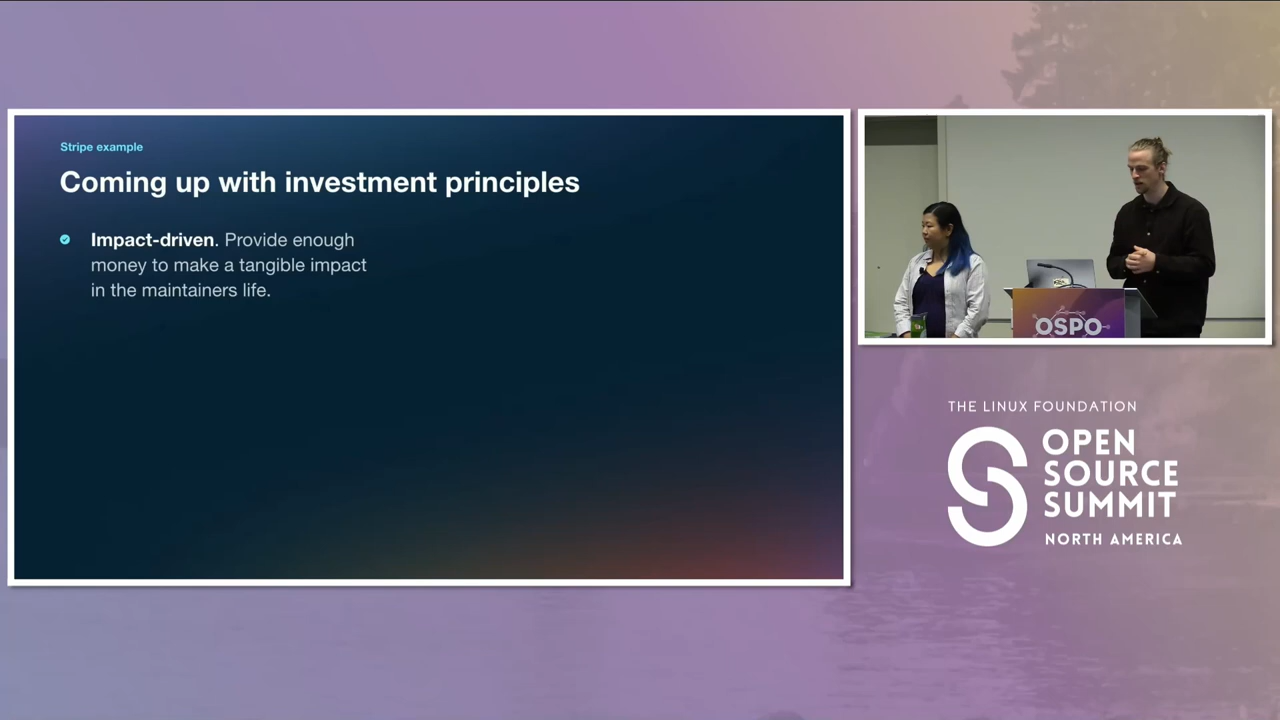 Stripe example
Coming up with investment principles
Impact-driven. Provide enough
money to make a tangible impact
in the maintainers life.
OSPO
THE LINUX FOUNDATION
OPEN
SOURCE
SUMMIT
NORTH AMERICA